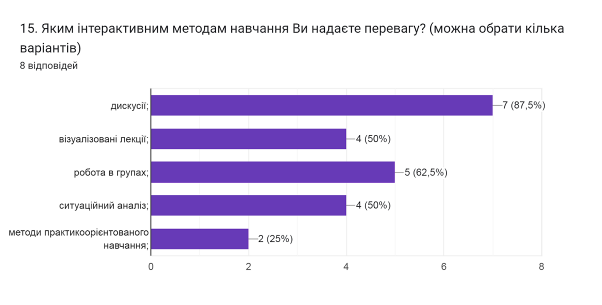 15. Яким інтерактивним методам навчання Ви надаєте перевагу? (можна обрати кілька
варіантів)
8 відповідей
дискусії;
7 (87,5%)
візуалізовані лекції;
4 (50%)
робота в групах;
5 (62,5%)
ситуаційний аналіз;
4 (50%)
методи практикоорієнтованого
навчання;
2 (25%)
0 2 4 6 8